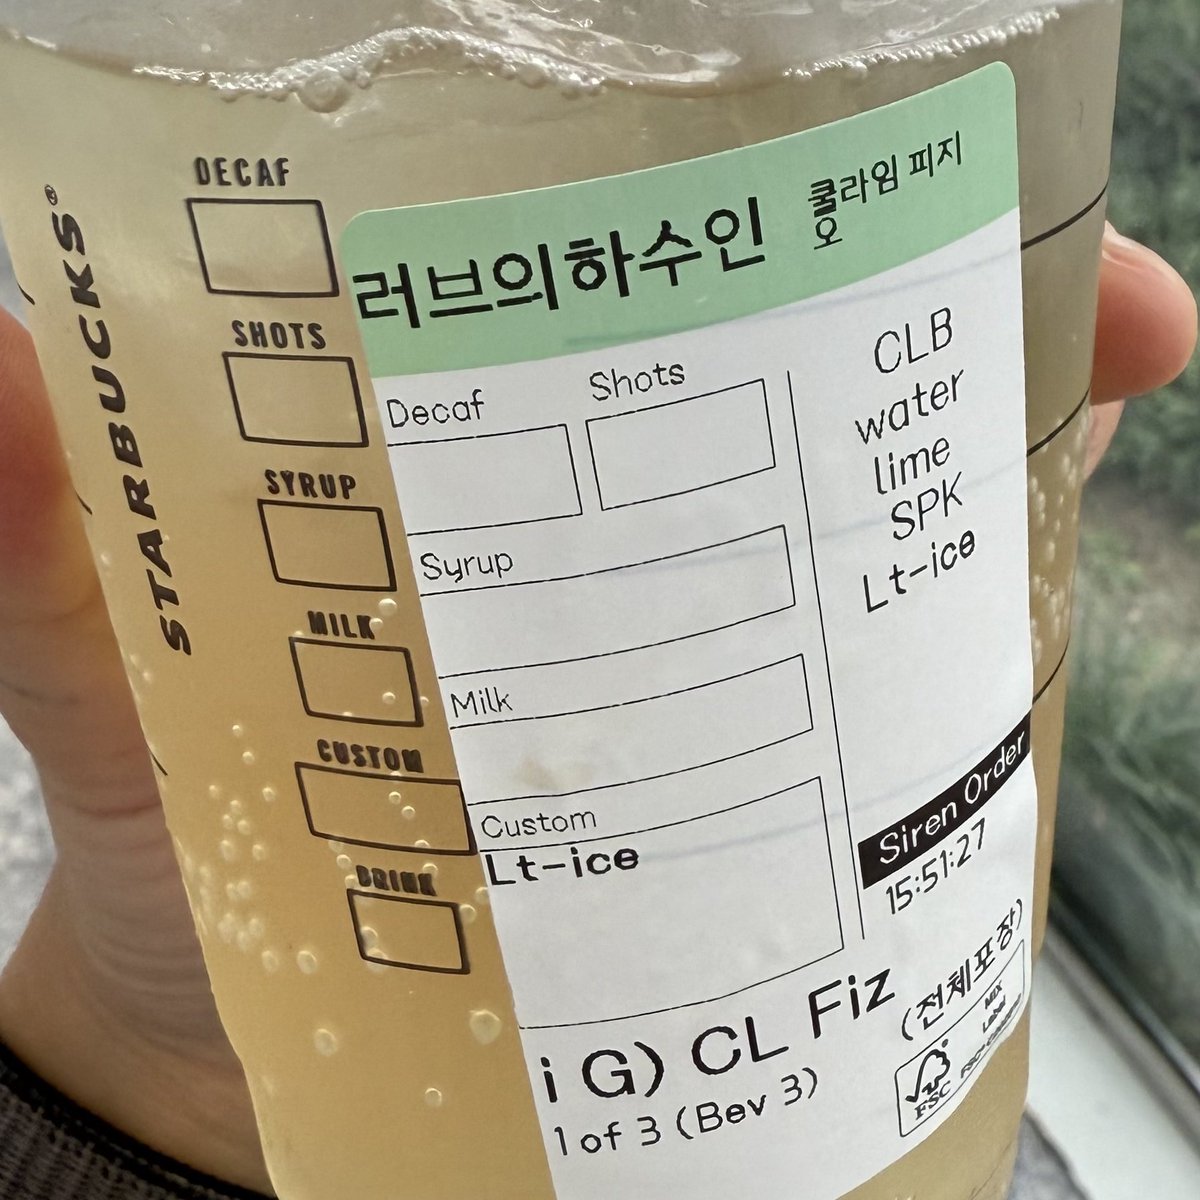 STARBUCKS®
DECAF
SHOTS
SYRUP
MILK
CUSTOM
DRINK
러브의하수인
쿨라임 피지
오
Decaf
Shots
Syrup
Milk
Custom
Lt-ice
CLB
water
lime
SPK
Lt-ice
Siren Order
15:51:27
i G) CL Fiz
(전체포장)
1 of 3 (Bev 3)
FSC
MIX
Label